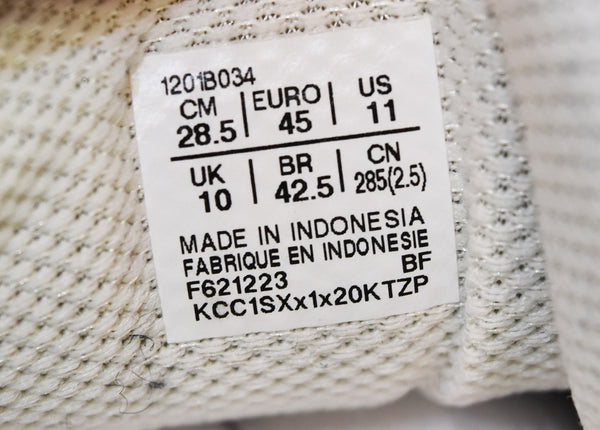 1201B034
CM EURO US
28.5 45 11
UK BR CN
10 42.5 285(2.5)
MADE IN INDONESIA
FABRIQUE EN INDONESIE
F621223 BF
KCC1SXx1x20KTZP